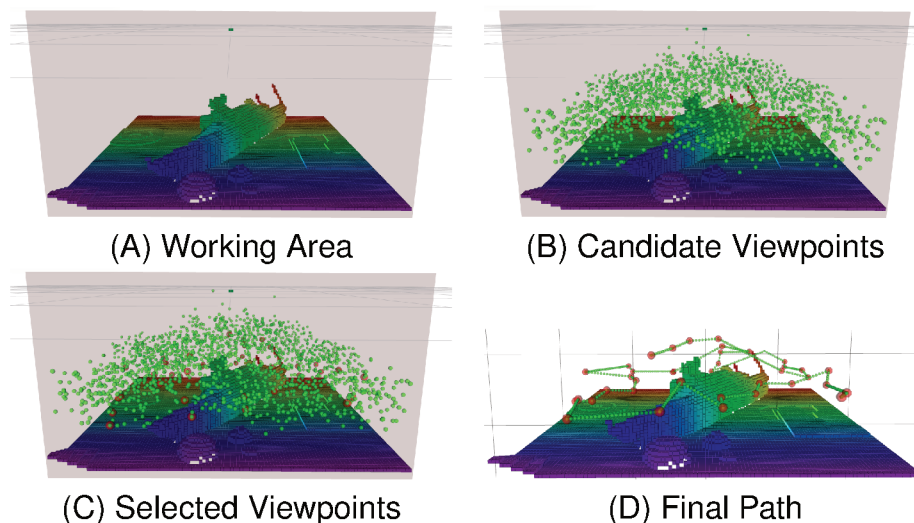 (A) Working Area
(B) Candidate Viewpoints
(C) Selected Viewpoints
(D) Final Path